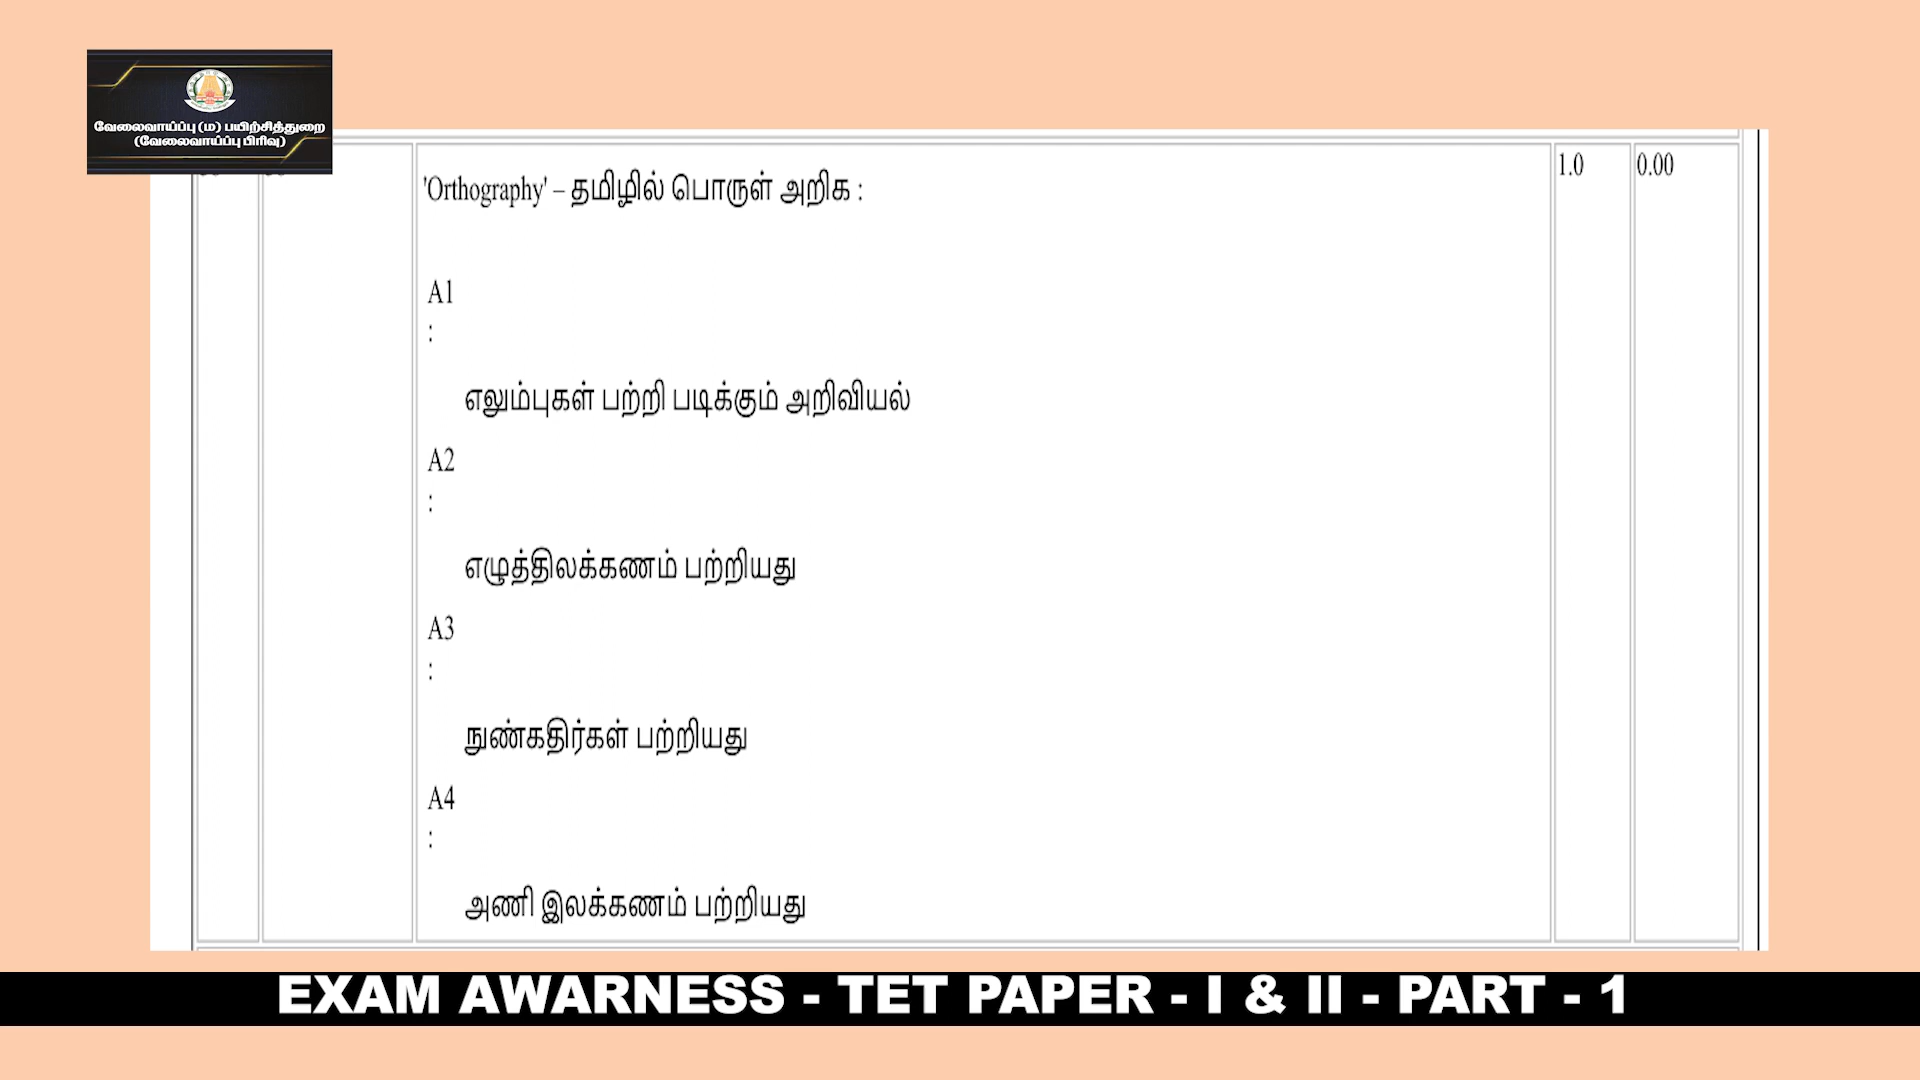 வேலைவாய்ப்பு (ம) பயிற்சித்துறை
(வேலைவாய்ப்பு பிரிவு)
'Orthography' – தமிழில் பொருள் அறிக :
1.0
0.00
A1
:
எலும்புகள் பற்றி படிக்கும் அறிவியல்
A2
:
எழுத்திலக்கணம் பற்றியது
A3
:
நுண்கதிர்கள் பற்றியது
A4
:
அணி இலக்கணம் பற்றியது
EXAM AWARNESS - TET PAPER - I & II - PART - 1